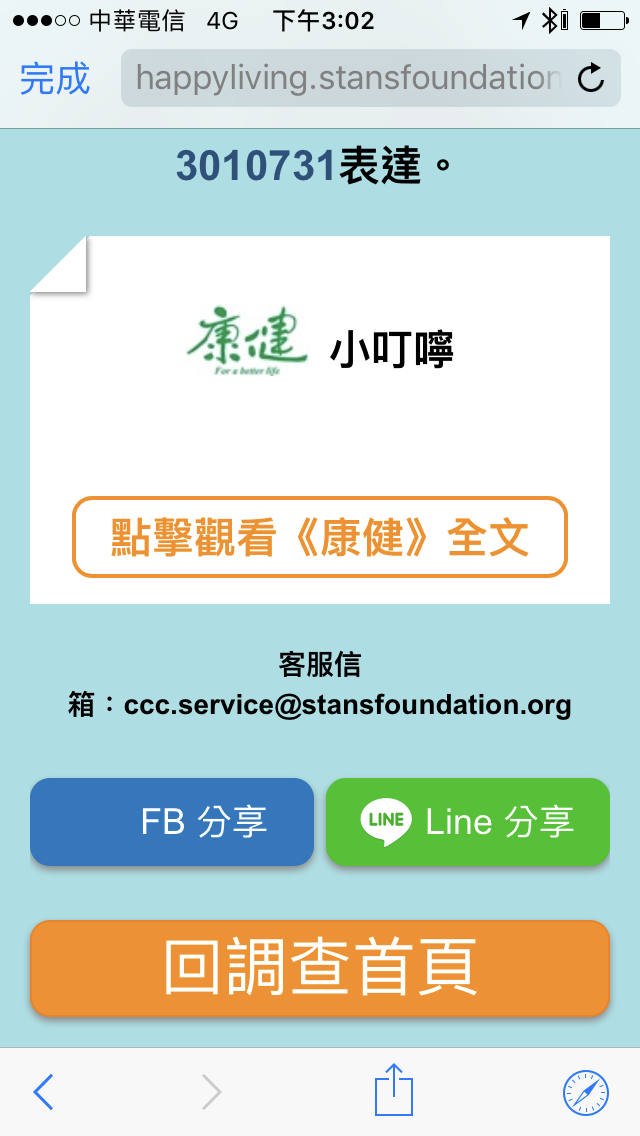 中華電信 4G 下午3:02
完成 happyliving.stansfoundation
3010731表達。
康健 小叮嚀
For a better life
點擊觀看《康健》全文
客服信
箱：ccc.service@stansfoundation.org
FB 分享 LINE Line 分享
回調查首頁